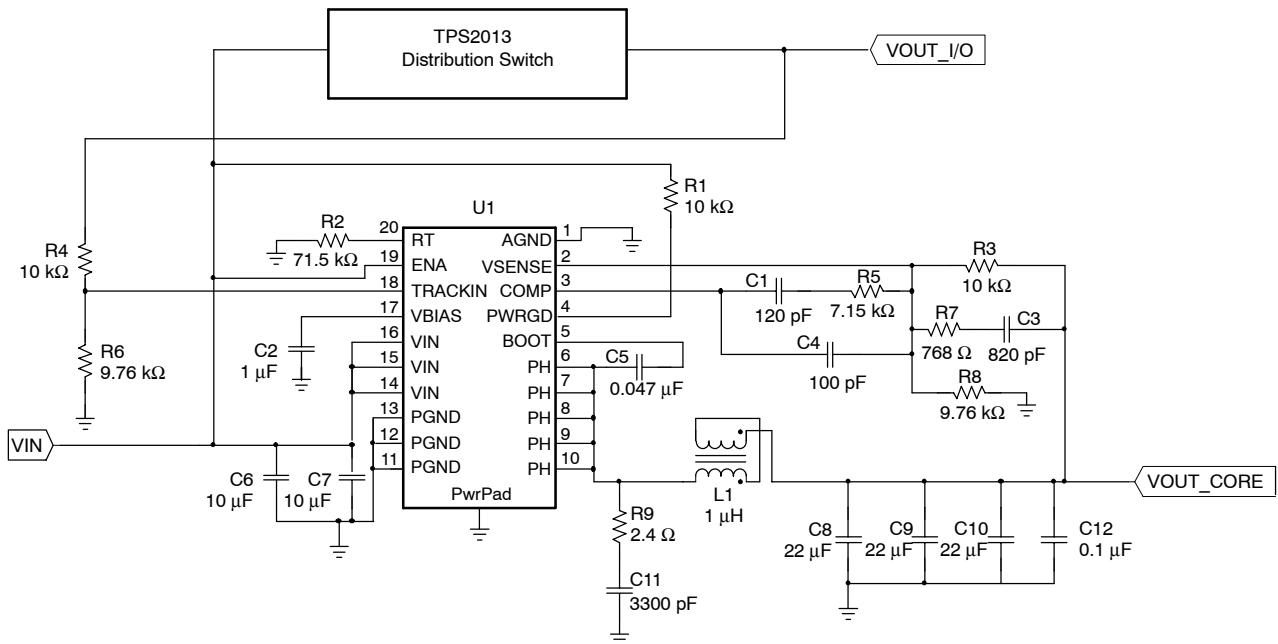 TPS2013
Distribution Switch
VOUT_I/O
R1
10 kΩ
U1
R2
71.5 kΩ
R4
10 kΩ
R6
9.76 kΩ
C2
1 µF
20
19
18
17
16
15
14
13
12
11
RT
ENA
TRACKIN
VBIAS
VIN
VIN
VIN
PGND
PGND
PGND
AGND
VSENSE
COMP
PWRGD
BOOT
PH
PH
PH
PH
PH
PwrPad
1
2
3
4
5
6
7
8
9
10
C5
0.047 µF
C1
120 pF
R5
7.15 kΩ
C4
100 pF
R3
10 kΩ
R7
768 Ω
C3
820 pF
R8
9.76 kΩ
VIN
C6
10 µF
C7
10 µF
R9
2.4 Ω
C11
3300 pF
L1
1 µH
VOUT_CORE
C8
22 µF
C9
22 µF
C10
22 µF
C12
0.1 µF